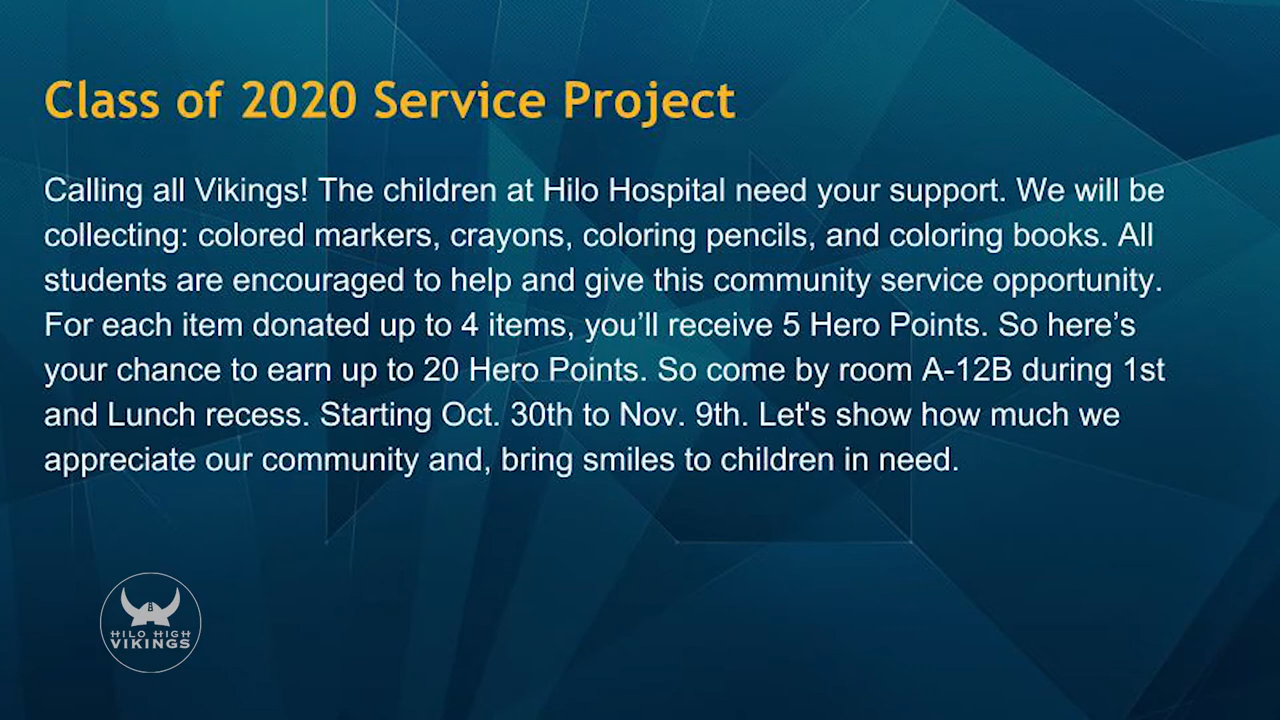 Class of 2020 Service Project
Calling all Vikings! The children at Hilo Hospital need your support. We will be
collecting: colored markers, crayons, coloring pencils, and coloring books. All
students are encouraged to help and give this community service opportunity.
For each item donated up to 4 items, you’ll receive 5 Hero Points. So here’s
your chance to earn up to 20 Hero Points. So come by room A-12B during 1st
and Lunch recess. Starting Oct. 30th to Nov. 9th. Let's show how much we
appreciate our community and, bring smiles to children in need.
HILO HIGH
VIKINGS